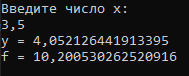 Введите число x:
3,5
y = 4,052126441913395
f = 10,200530262520916